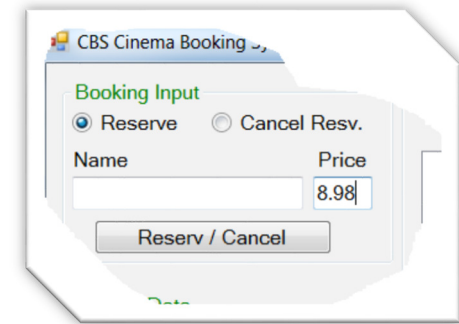 CBS Cinema Booking
Booking Input
Reserve Cancel Resv.
Name Price
8.98
Reserv / Cancel